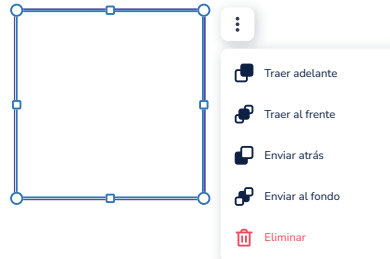 Traer adelante
Traer al frente
Enviar atrás
Enviar al fondo
Eliminar